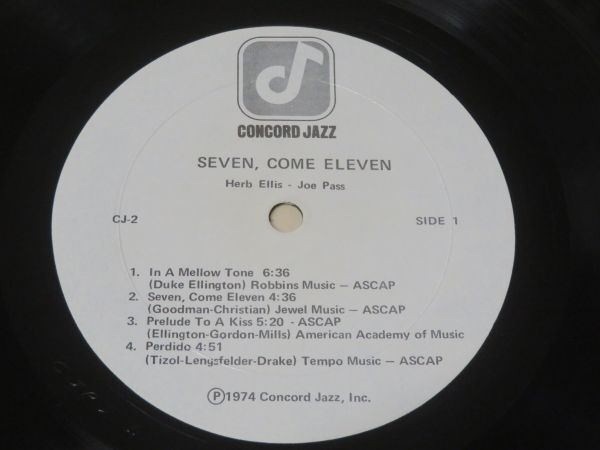 CONCORD JAZZ
SEVEN, COME ELEVEN
Herb Ellis - Joe Pass
CJ-2
SIDE 1
1. In A Mellow Tone 6:36
(Duke Ellington) Robbins Music — ASCAP
2. Seven, Come Eleven 4:36
(Goodman-Christian) Jewel Music — ASCAP
3. Prelude To A Kiss 5:20 - ASCAP
(Ellington-Gordon-Mills) American Academy of Music
4. Perdido 4:51
(Tizol-Lengsfelder-Drake) Tempo Music — ASCAP
Ⓟ1974 Concord Jazz, Inc.